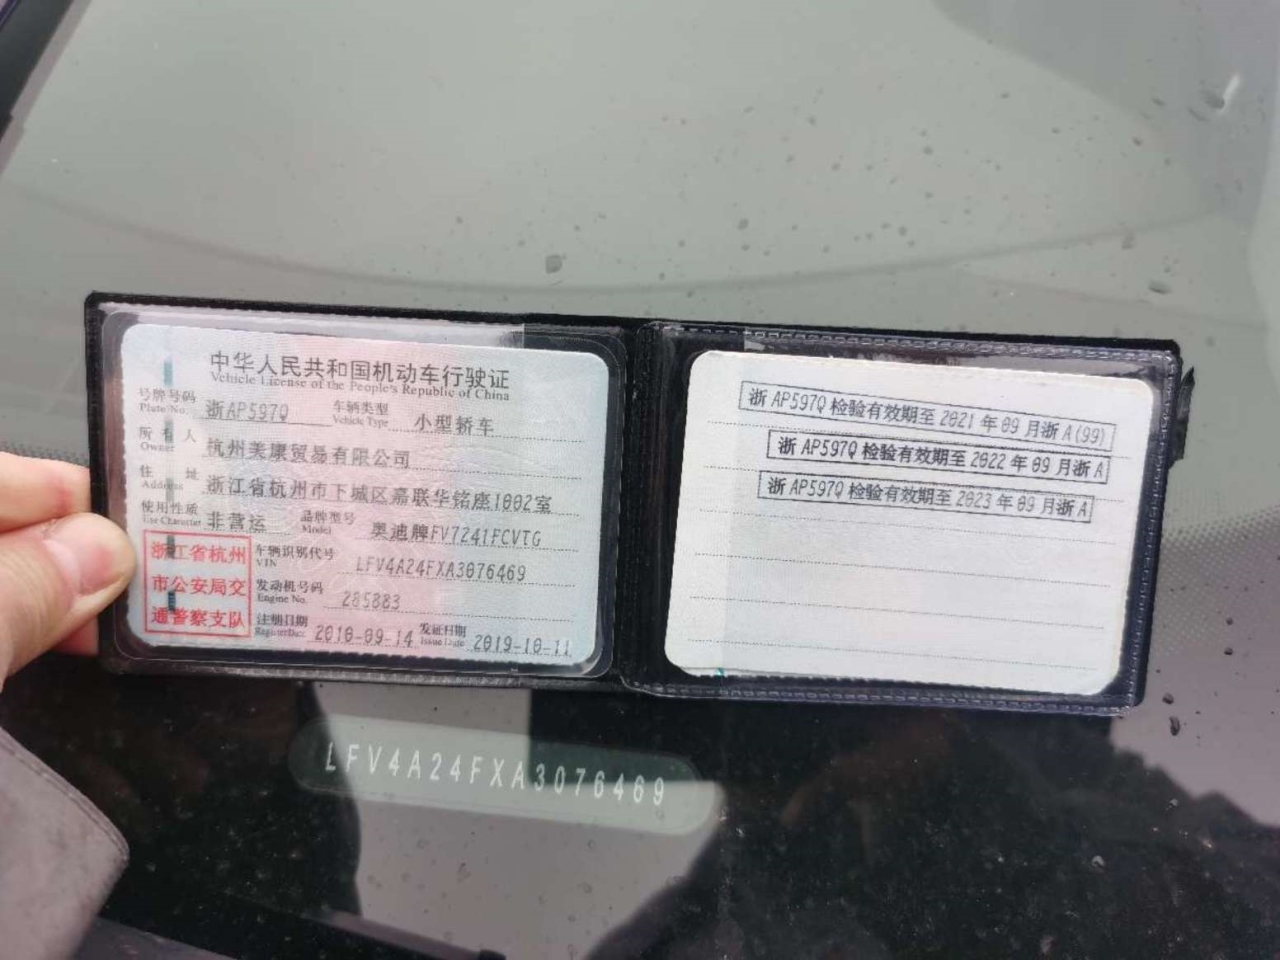 中华人民共和国机动车行驶证
Vehicle License of the People's Republic of China
号牌号码 浙AP597Q 车辆类型 小型轿车
Plate No. Vehicle Type
所有人 杭州美康贸易有限公司
Owner
住址 浙江省杭州市下城区嘉联华铭座1002室
Address
使用性质 非营运 品牌型号 奥迪牌FV7241FCVTG
Use Character Model
浙江省杭州
市公安局交
通警察支队
车辆识别代号 LFV4A24FXA3076469
VIN
发动机号码 285883
Engine No.
注册日期 2010-09-14 发证日期 2019-10-11
Register Date Issue Date
浙AP597Q检验有效期至2021年09月浙A(99)
浙AP597Q检验有效期至2022年09月浙A
浙AP597Q检验有效期至2023年09月浙A
LFV4A24FXA3076469